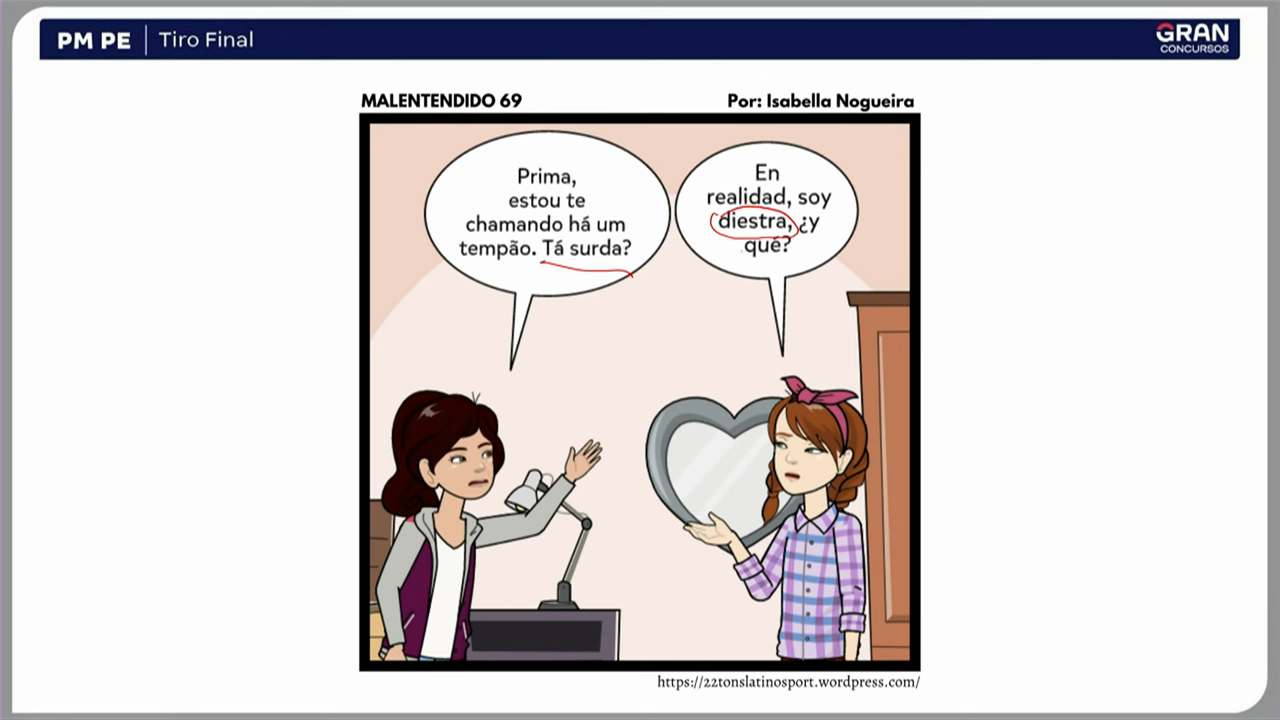 PM PE
Tiro Final
GRAN
CONCURSOS
MALENTENDIDO 69
Por: Isabella Nogueira
Prima,
estou te
chamando há um
tempão. Tá surda?
En
realidad, soy
diestra, ¿y
qué?
https://22tonslatinosport.wordpress.com/